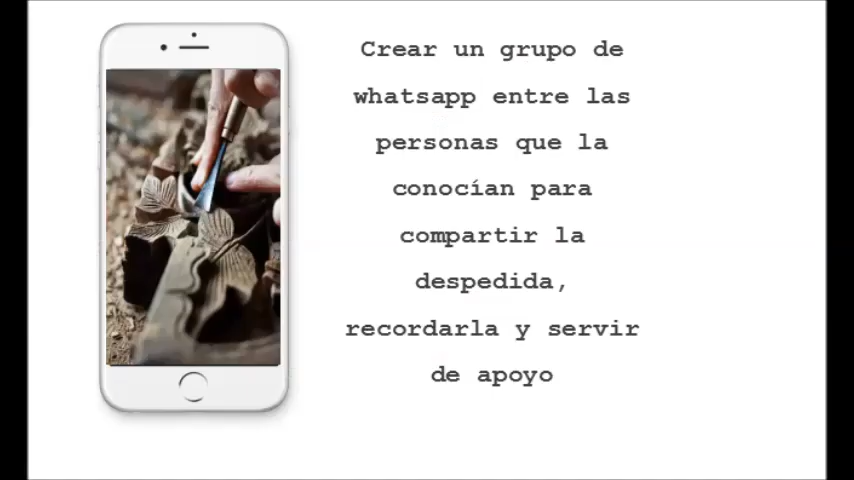 Crear un grupo de
whatsapp entre las
personas que la
conocían para
compartir la
despedida,
recordarla y servir
de apoyo